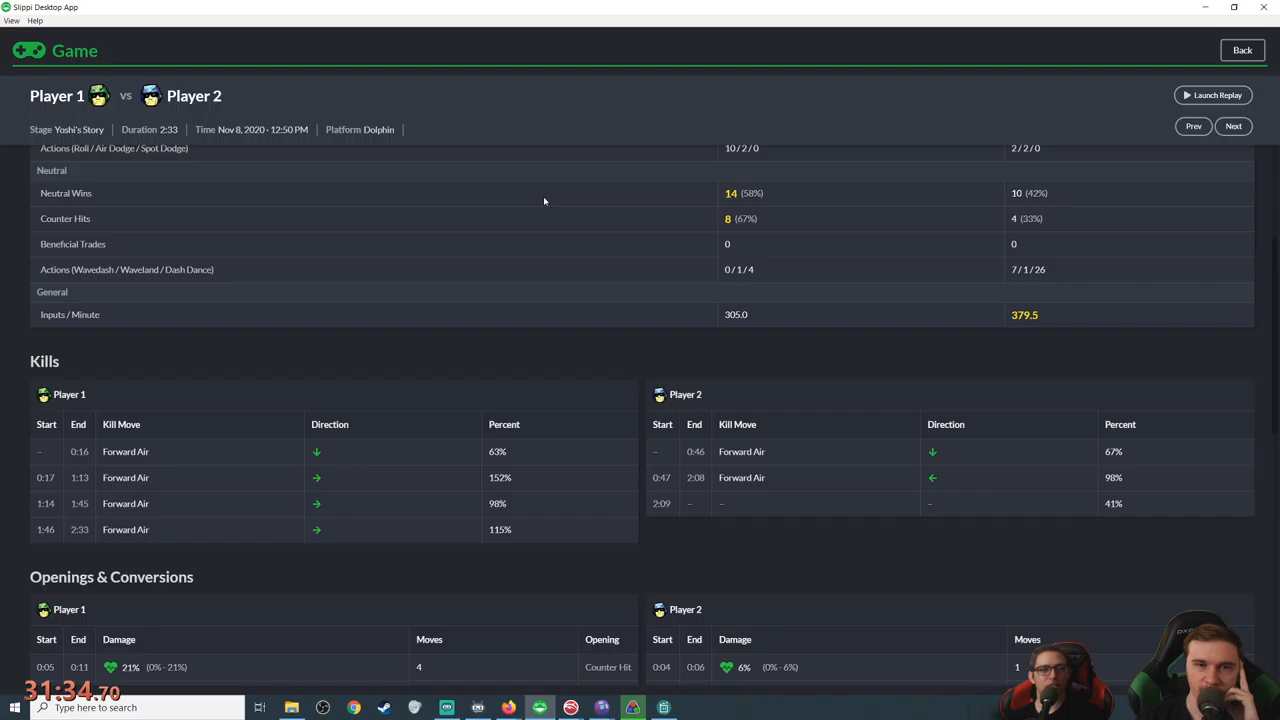 Slippi Desktop App
View Help
Game
Back
Player 1 vs Player 2
Launch Replay
Stage Yoshi's Story Duration 2:33 Time Nov 8, 2020 · 12:50 PM Platform Dolphin
Prev Next
Actions (Roll / Air Dodge / Spot Dodge) 10 / 2 / 0 2 / 2 / 0
Neutral
Neutral Wins 14 (58%) 10 (42%)
Counter Hits 8 (67%) 4 (33%)
Beneficial Trades 0 0
Actions (Wavedash / Waveland / Dash Dance) 0 / 1 / 4 7 / 1 / 26
General
Inputs / Minute 305.0 379.5
Kills
Player 1
Start End Kill Move Direction Percent
– 0:16 Forward Air ↓ 63%
0:17 1:13 Forward Air → 152%
1:14 1:45 Forward Air → 98%
1:46 2:33 Forward Air → 115%
Player 2
Start End Kill Move Direction Percent
– 0:46 Forward Air ↓ 67%
0:47 2:08 Forward Air ← 98%
2:09 – – – 41%
Openings & Conversions
Player 1
Start End Damage Moves Opening
0:05 0:11 21% (0% - 21%) 4 Counter Hit
Player 2
Start End Damage Moves
0:04 0:06 6% (0% - 6%) 1
31:34.70
Type here to search